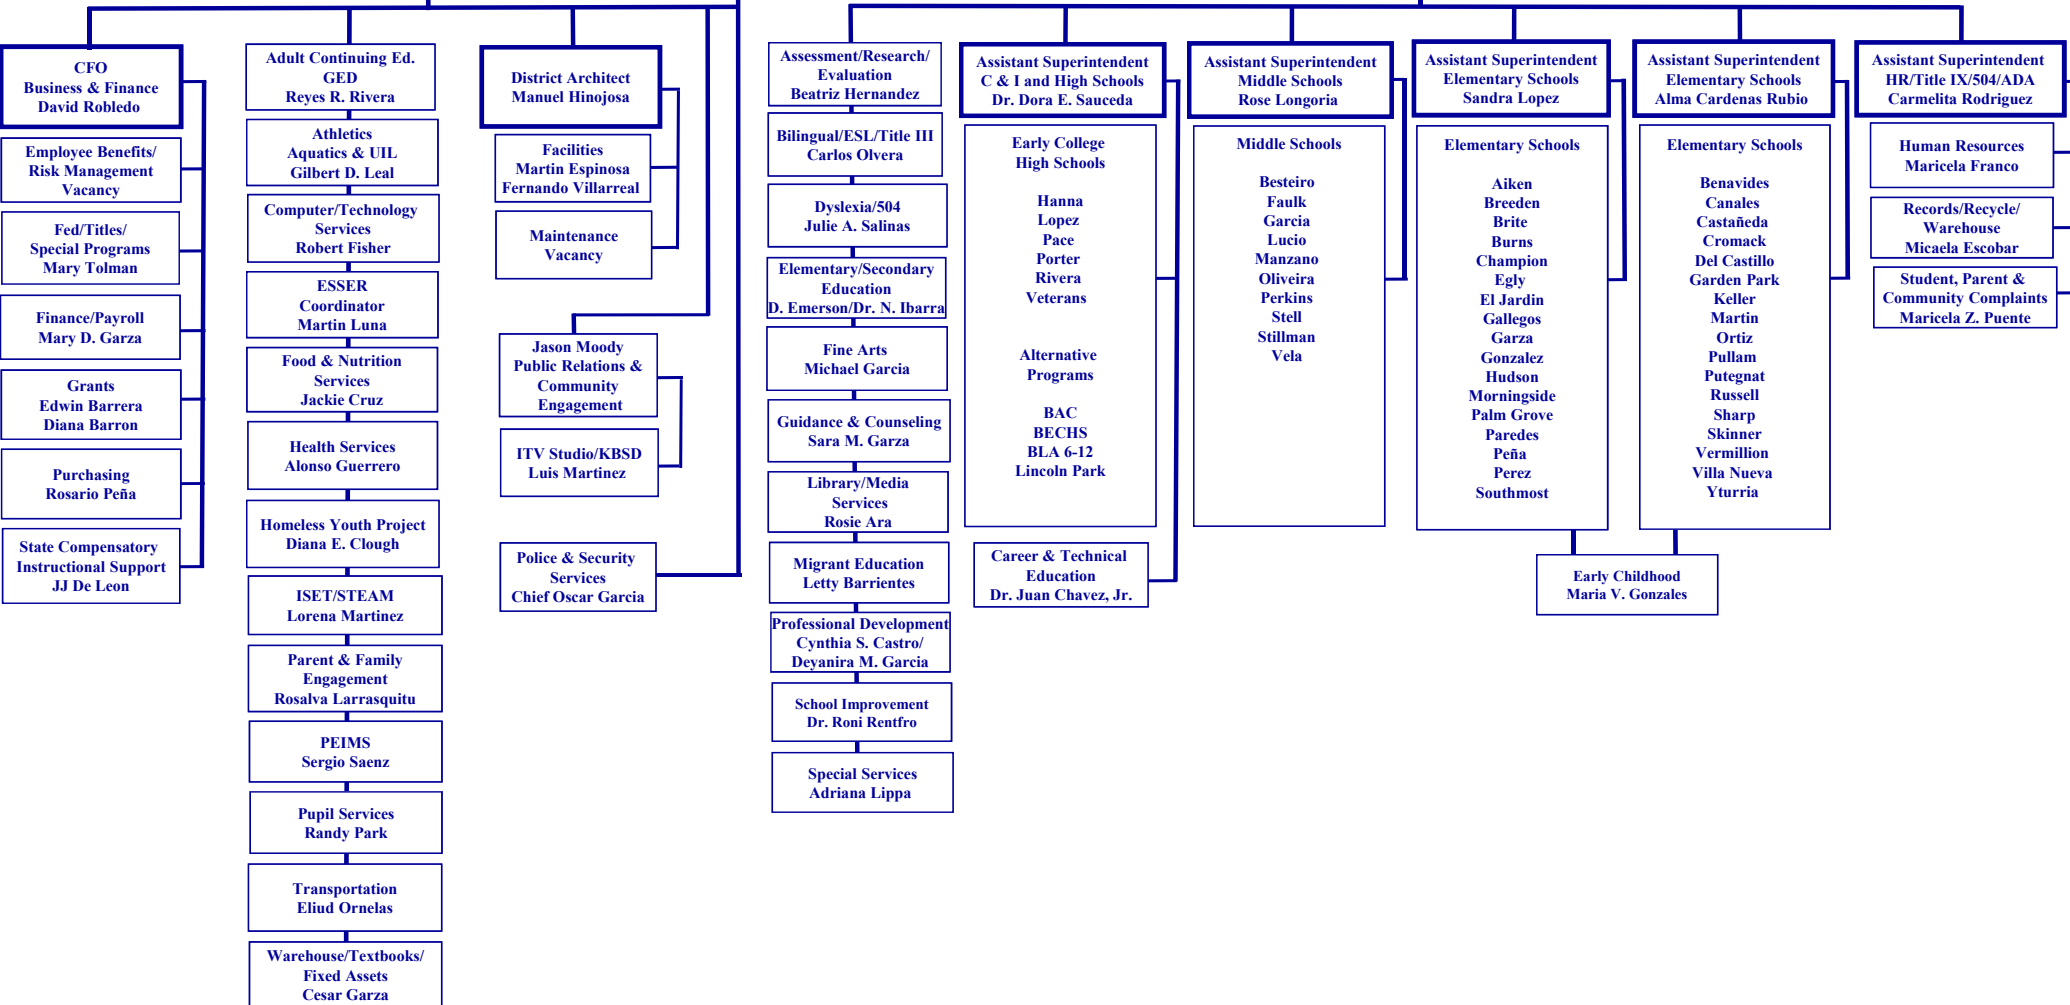 CFO
Business & Finance
David Robledo
Employee Benefits/
Risk Management
Vacancy
Fed/Titles/
Special Programs
Mary Tolman
Finance/Payroll
Mary D. Garza
Grants
Edwin Barrera
Diana Barron
Purchasing
Rosario Peña
State Compensatory
Instructional Support
JJ De Leon
Adult Continuing Ed.
GED
Reyes R. Rivera
Athletics
Aquatics & UIL
Gilbert D. Leal
Computer/Technology
Services
Robert Fisher
ESSER
Coordinator
Martin Luna
Food & Nutrition
Services
Jackie Cruz
Health Services
Alonso Guerrero
Homeless Youth Project
Diana E. Clough
ISET/STEAM
Lorena Martinez
Parent & Family
Engagement
Rosalva Larrasquitu
PEIMS
Sergio Saenz
Pupil Services
Randy Park
Transportation
Eliud Ornelas
Warehouse/Textbooks/
Fixed Assets
Cesar Garza
District Architect
Manuel Hinojosa
Facilities
Martin Espinosa
Fernando Villarreal
Maintenance
Vacancy
Jason Moody
Public Relations &
Community
Engagement
ITV Studio/KBSD
Luis Martinez
Police & Security
Services
Chief Oscar Garcia
Assessment/Research/
Evaluation
Beatriz Hernandez
Bilingual/ESL/Title III
Carlos Olvera
Dyslexia/504
Julie A. Salinas
Elementary/Secondary
Education
D. Emerson/Dr. N. Ibarra
Fine Arts
Michael Garcia
Guidance & Counseling
Sara M. Garza
Library/Media
Services
Rosie Ara
Migrant Education
Letty Barrientes
Professional Development
Cynthia S. Castro/
Deyanira M. Garcia
School Improvement
Dr. Roni Rentfro
Special Services
Adriana Lippa
Assistant Superintendent
C & I and High Schools
Dr. Dora E. Sauceda
Early College
High Schools
Hanna
Lopez
Pace
Porter
Rivera
Veterans
Alternative
Programs
BAC
BECHS
BLA 6-12
Lincoln Park
Career & Technical
Education
Dr. Juan Chavez, Jr.
Assistant Superintendent
Middle Schools
Rose Longoria
Middle Schools
Besteiro
Faulk
Garcia
Lucio
Manzano
Oliveira
Perkins
Stell
Stillman
Vela
Assistant Superintendent
Elementary Schools
Sandra Lopez
Elementary Schools
Aiken
Breeden
Brite
Burns
Champion
Egly
El Jardin
Gallegos
Garza
Gonzalez
Hudson
Morningside
Palm Grove
Paredes
Peña
Perez
Southmost
Assistant Superintendent
Elementary Schools
Alma Cardenas Rubio
Elementary Schools
Benavides
Canales
Castañeda
Cromack
Del Castillo
Garden Park
Keller
Martin
Ortiz
Pullam
Putegnat
Russell
Sharp
Skinner
Vermillion
Villa Nueva
Yturria
Early Childhood
Maria V. Gonzales
Assistant Superintendent
HR/Title IX/504/ADA
Carmelita Rodriguez
Human Resources
Maricela Franco
Records/Recycle/
Warehouse
Micaela Escobar
Student, Parent &
Community Complaints
Maricela Z. Puente